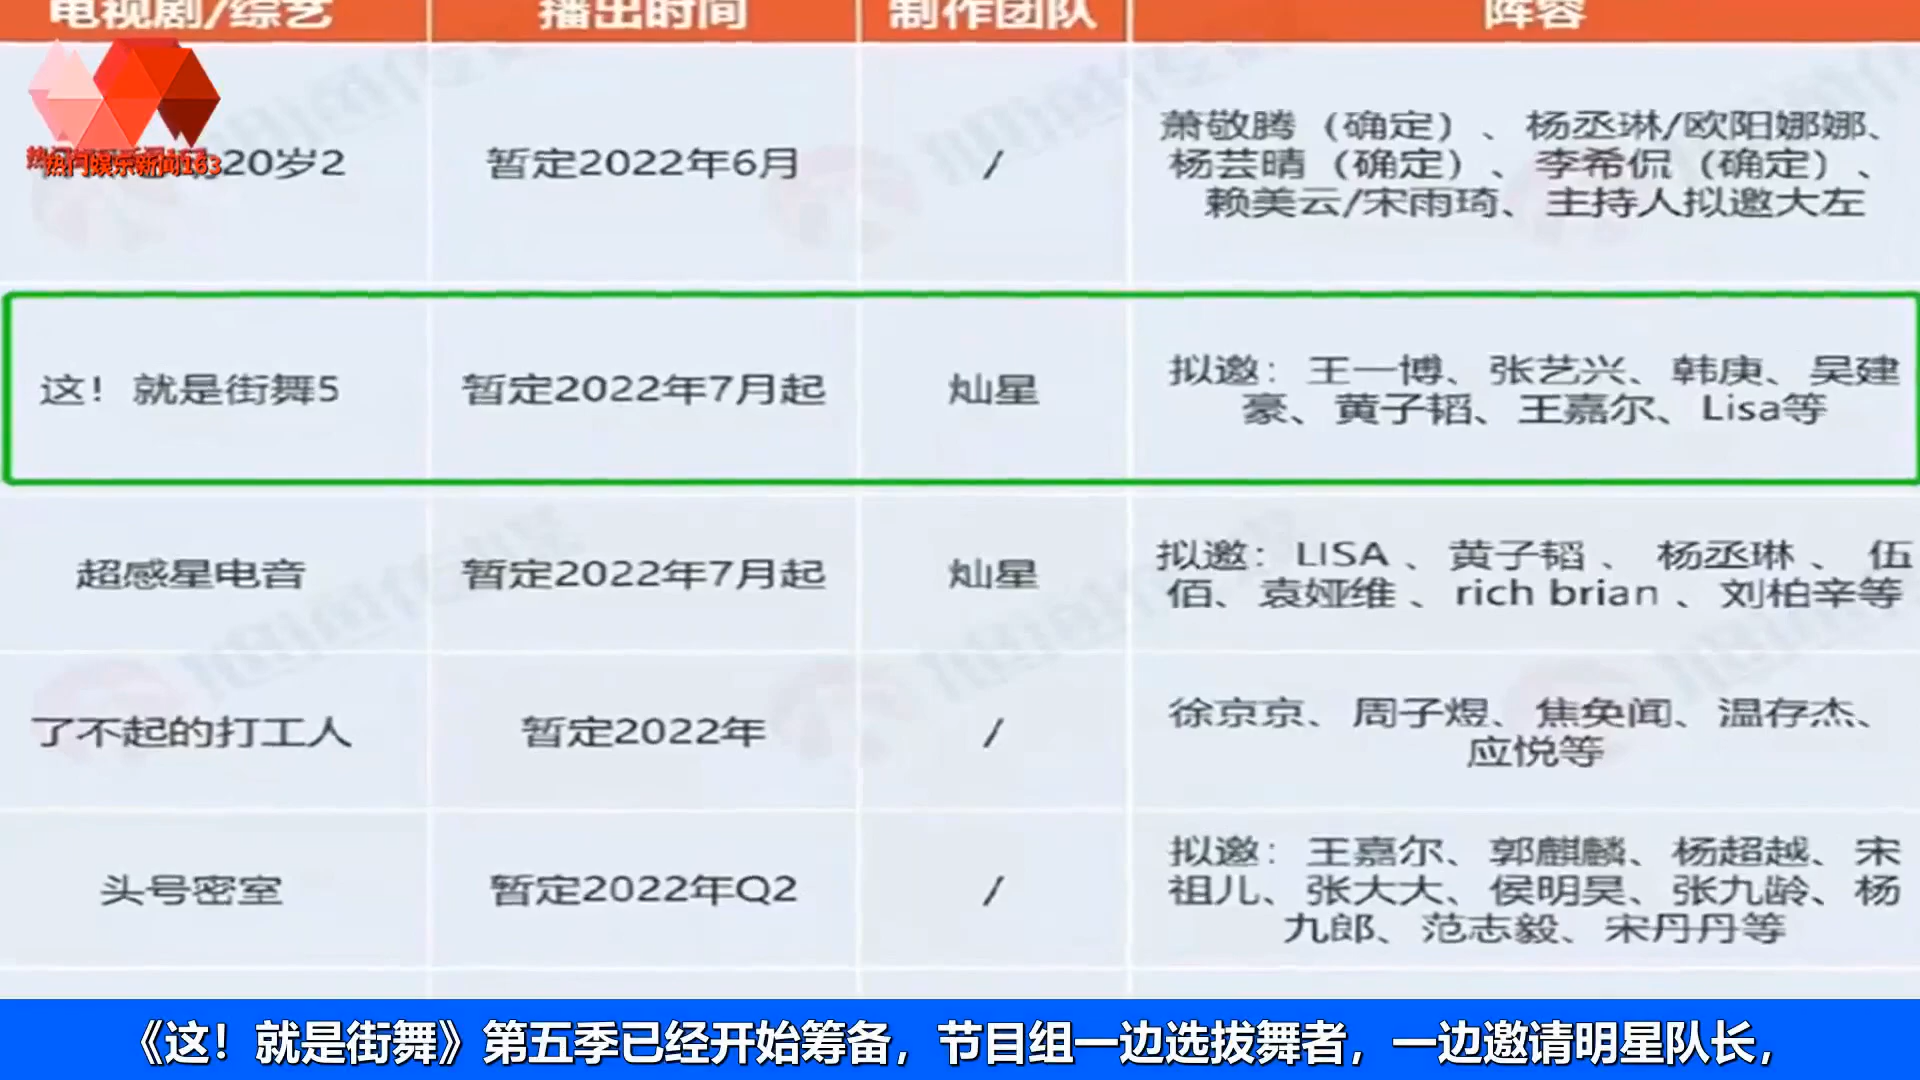 电视剧/综艺 播出时间 制作团队 阵容
热门娱乐新闻163
20岁2 暂定2022年6月 /
萧敬腾（确定）、杨丞琳/欧阳娜娜、
杨芸晴（确定）、李希侃（确定）、
赖美云/宋雨琦、主持人拟邀大左
这！就是街舞5 暂定2022年7月起 灿星
拟邀：王一博、张艺兴、韩庚、吴建
豪、黄子韬、王嘉尔、Lisa等
超感星电音 暂定2022年7月起 灿星
拟邀：LISA 、黄子韬 、 杨丞琳 、 伍
佰、袁娅维 、rich brian 、 刘柏辛等
了不起的打工人 暂定2022年 /
徐京京、周子煜、焦奂闻、温存杰、
应悦等
头号密室 暂定2022年Q2 /
拟邀：王嘉尔、郭麒麟、杨超越、宋
祖儿、张大大、侯明昊、张九龄、杨
九郎、范志毅、宋丹丹等
《这！就是街舞》第五季已经开始筹备，节目组一边选拔舞者，一边邀请明星队长，